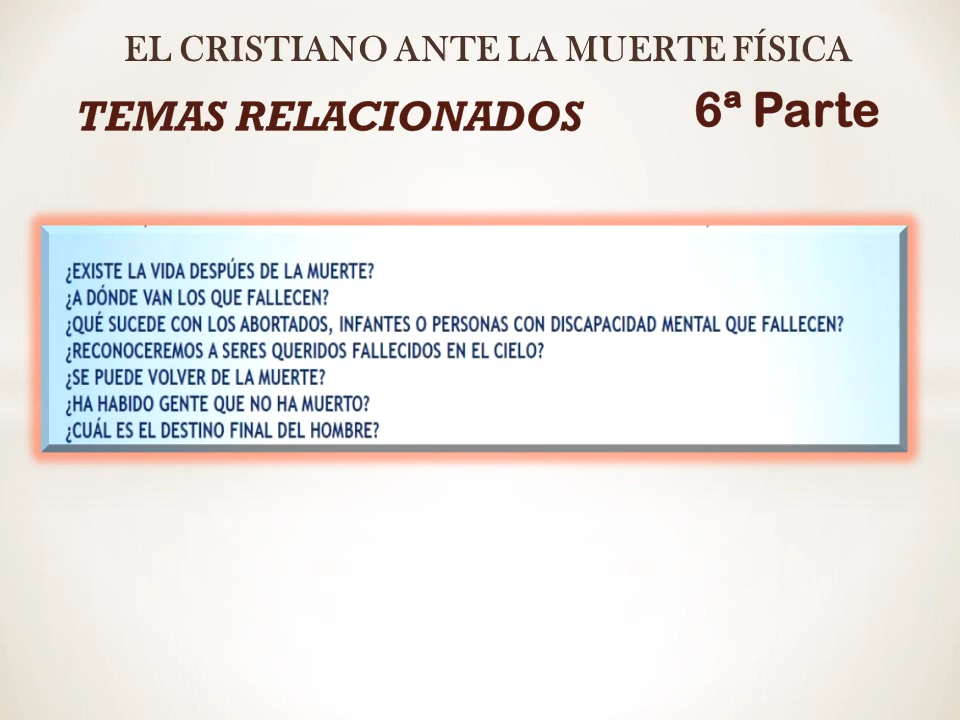 EL CRISTIANO ANTE LA MUERTE FÍSICA
TEMAS RELACIONADOS 6ª Parte
¿EXISTE LA VIDA DESPÚES DE LA MUERTE?
¿A DÓNDE VAN LOS QUE FALLECEN?
¿QUÉ SUCEDE CON LOS ABORTADOS, INFANTES O PERSONAS CON DISCAPACIDAD MENTAL QUE FALLECEN?
¿RECONOCEREMOS A SERES QUERIDOS FALLECIDOS EN EL CIELO?
¿SE PUEDE VOLVER DE LA MUERTE?
¿HA HABIDO GENTE QUE NO HA MUERTO?
¿CUÁL ES EL DESTINO FINAL DEL HOMBRE?